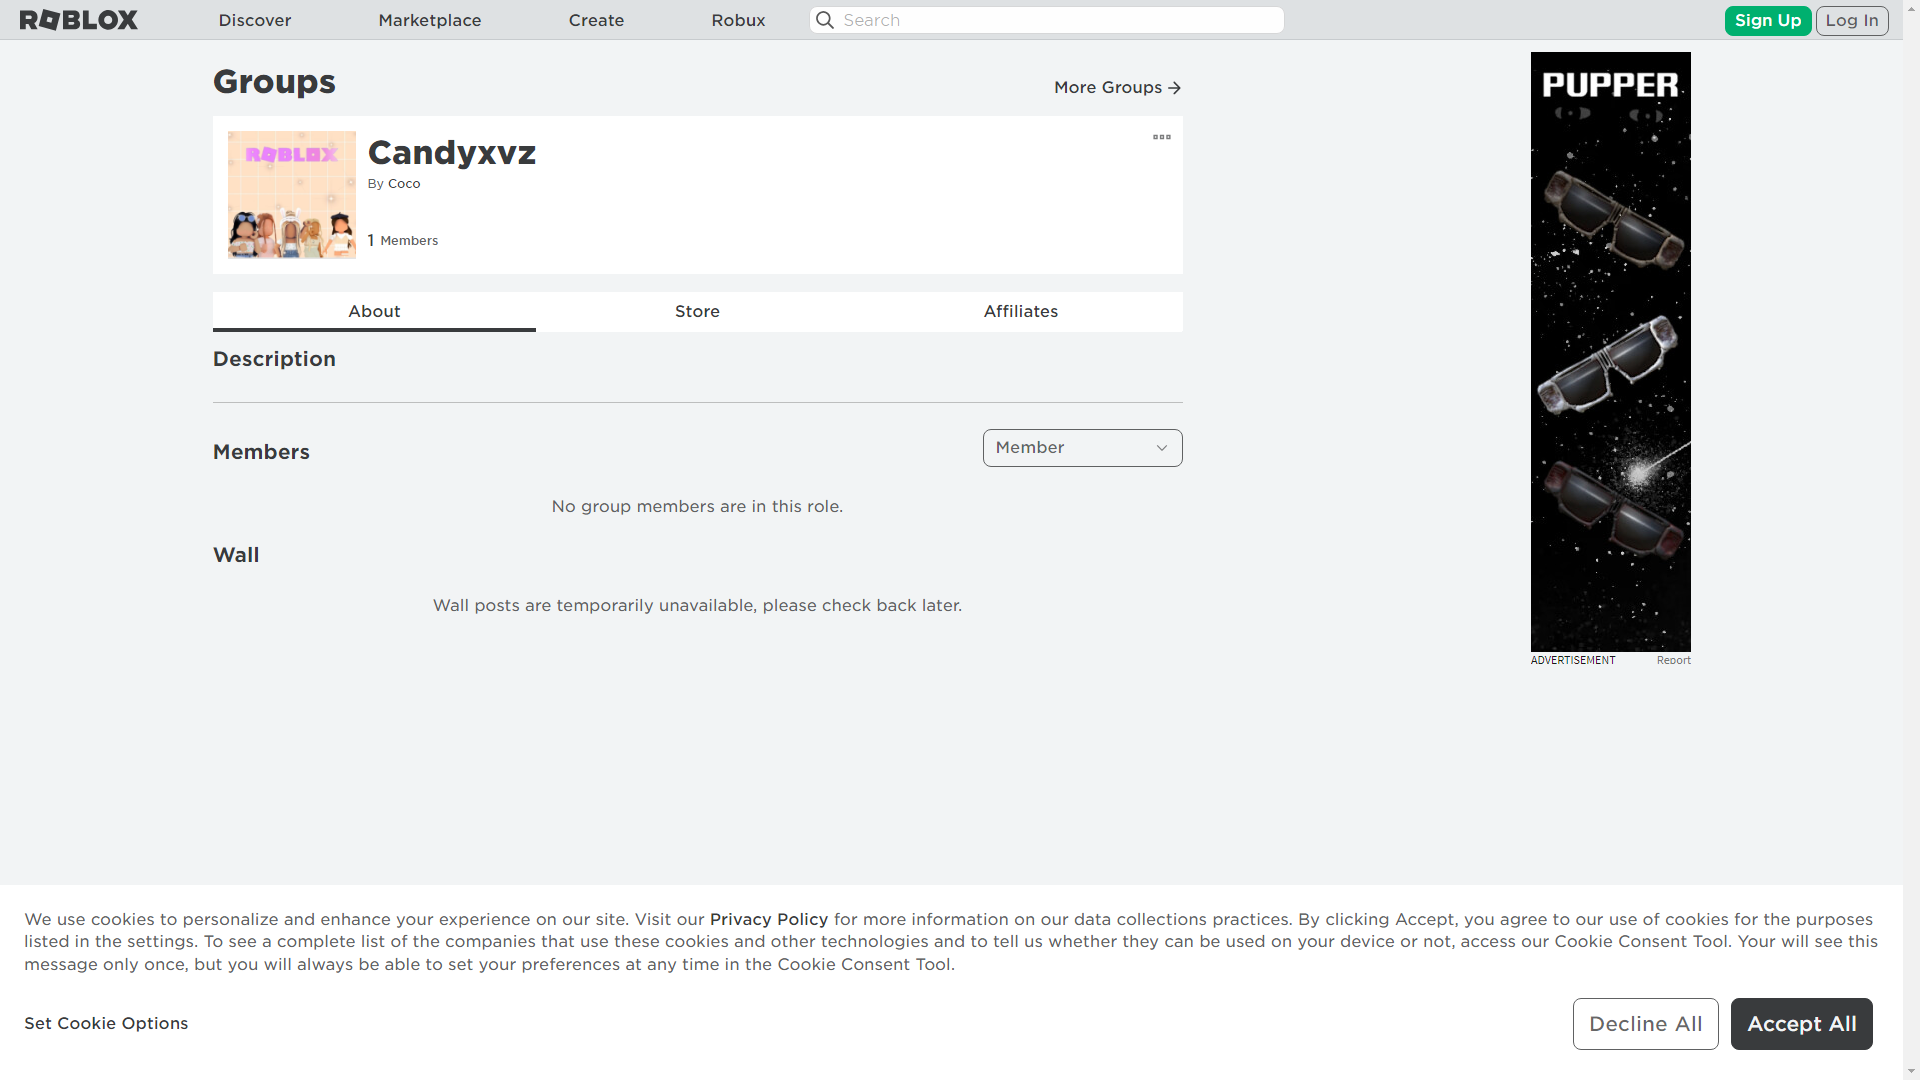 ROBLOX
Discover
Marketplace
Create
Robux
Search
Sign Up
Log In
Groups
More Groups
ROBLOX
Candyxvz
By Coco
1 Members
About
Store
Affiliates
Description
Members
Member
No group members are in this role.
Wall
Wall posts are temporarily unavailable, please check back later.
PUPPER
ADVERTISEMENT
Report
We use cookies to personalize and enhance your experience on our site. Visit our Privacy Policy for more information on our data collections practices. By clicking Accept, you agree to our use of cookies for the purposes
listed in the settings. To see a complete list of the companies that use these cookies and other technologies and to tell us whether they can be used on your device or not, access our Cookie Consent Tool. Your will see this
message only once, but you will always be able to set your preferences at any time in the Cookie Consent Tool.
Set Cookie Options
Decline All
Accept All